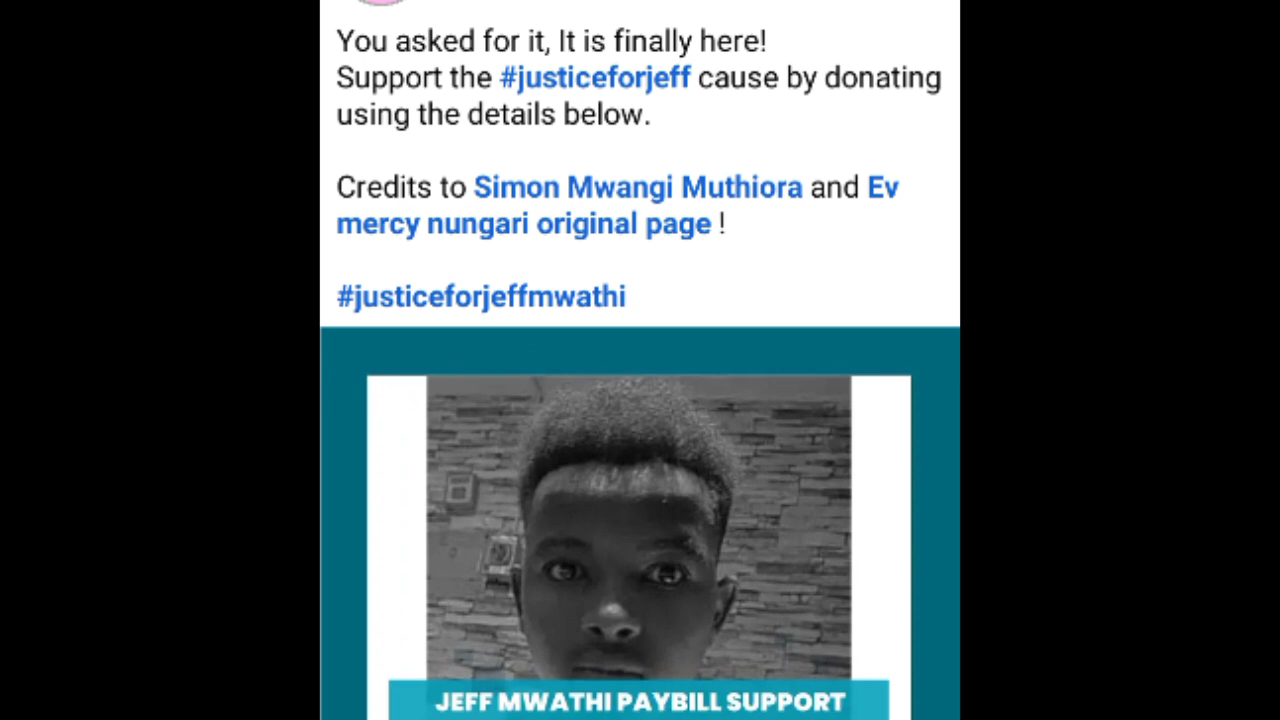 You asked for it, It is finally here!
Support the #justiceforjeff cause by donating
using the details below.
Credits to Simon Mwangi Muthiora and Ev
mercy nungari original page !
#justiceforjeffmwathi
JEFF MWATHI PAYBILL SUPPORT